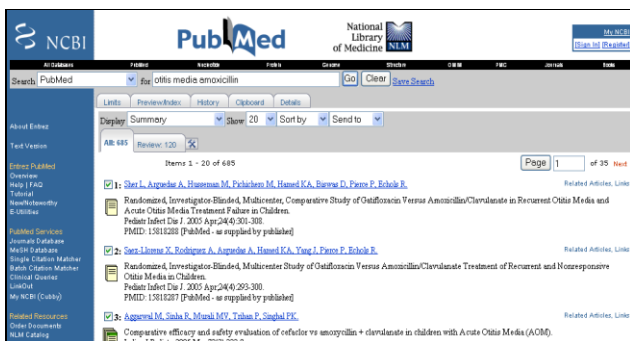 NCBI
PubMed
National
Library
of Medicine NLM
My NCBI
[Sign In] [Register]
All Databases PubMed Nucleotide Protein Genome Structure OMIM PMC Journals Books
Search PubMed for otitis media amoxicillin Go Clear Save Search
Limits Preview/Index History Clipboard Details
Display Summary Show 20 Sort by Send to
All: 685 Review: 120
Items 1 - 20 of 685 Page 1 of 35 Next
About Entrez
Text Version
Entrez PubMed
Overview
Help | FAQ
Tutorial
New/Noteworthy
E-Utilities
PubMed Services
Journals Database
MeSH Database
Single Citation Matcher
Batch Citation Matcher
Clinical Queries
LinkOut
My NCBI (Cubby)
Related Resources
Order Documents
NLM Catalog
1: Sher L, Arguedas A, Husseman M, Pichichero M, Hamed KA, Biswas D, Pierce P, Echols R. Related Articles, Links
Randomized, Investigator-Blinded, Multicenter, Comparative Study of Gatifloxacin Versus Amoxicillin/Clavulanate in Recurrent Otitis Media and
Acute Otitis Media Treatment Failure in Children.
Pediatr Infect Dis J. 2005 Apr;24(4):301-308.
PMID: 15818288 [PubMed - as supplied by publisher]
2: Saez-Llorens X, Rodriguez A, Arguedas A, Hamed KA, Yang J, Pierce P, Echols R. Related Articles, Links
Randomized, Investigator-Blinded, Multicenter Study of Gatifloxacin Versus Amoxicillin/Clavulanate Treatment of Recurrent and Nonresponsive
Otitis Media in Children.
Pediatr Infect Dis J. 2005 Apr;24(4):293-300.
PMID: 15818287 [PubMed - as supplied by publisher]
3: Aggarwal M, Sinha R, Murali MV, Trihan P, Singhal PK. Related Articles, Links
Comparative efficacy and safety evaluation of cefaclor vs amoxycillin + clavulanate in children with Acute Otitis Media (AOM).